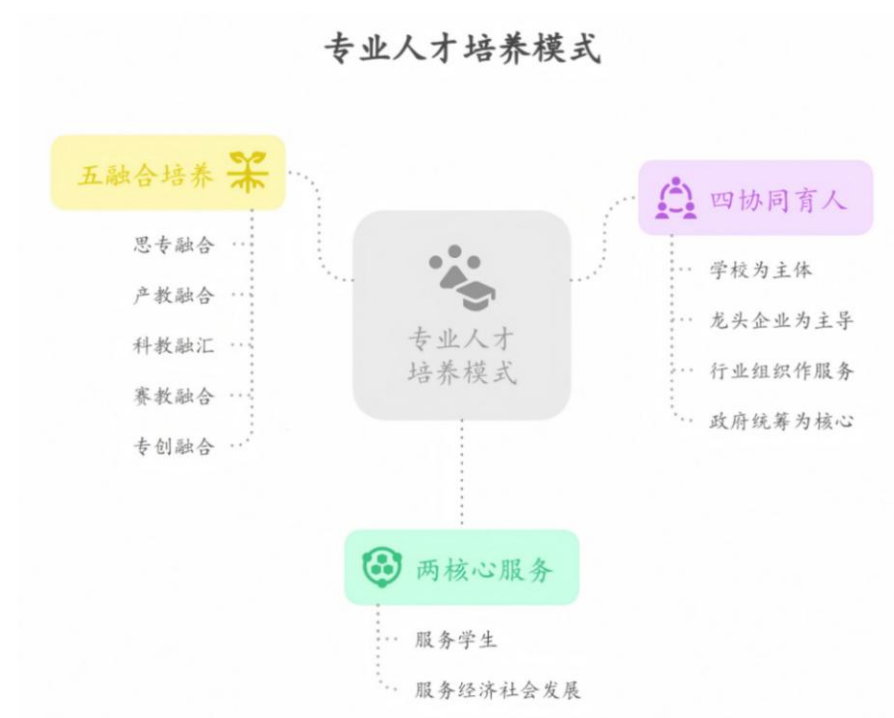 专业人才培养模式
五融合培养
思专融合
产教融合
科教融汇
赛教融合
专创融合
专业人才
培养模式
四协同育人
学校为主体
龙头企业为主导
行业组织作服务
政府统筹为核心
两核心服务
服务学生
服务经济社会发展